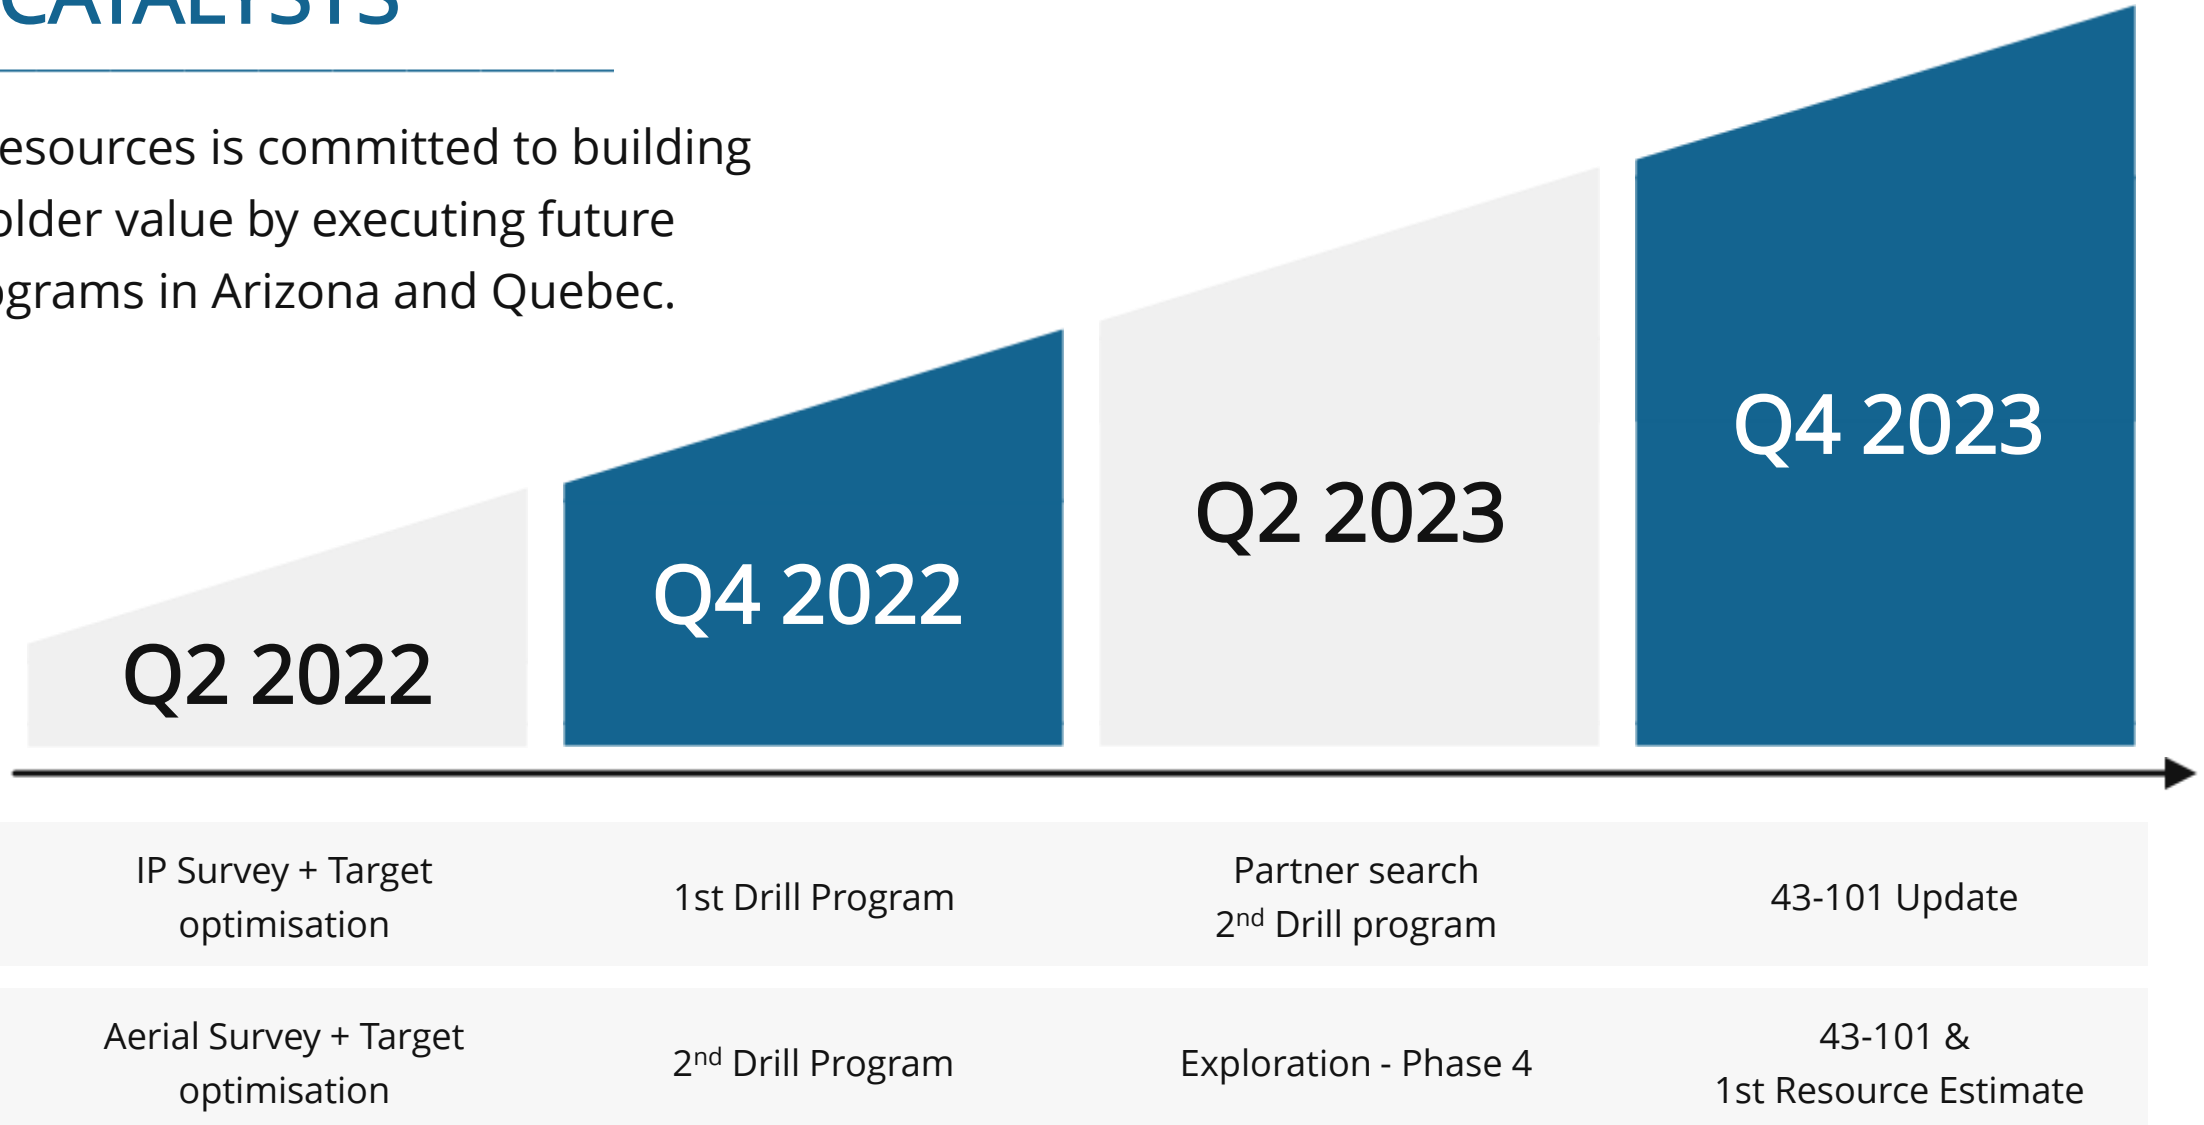 CATALYSTS
esources is committed to building
older value by executing future
ograms in Arizona and Quebec.
Q2 2022
Q4 2022
Q2 2023
Q4 2023
IP Survey + Target
optimisation
1st Drill Program
Partner search
2nd Drill program
43-101 Update
Aerial Survey + Target
optimisation
2nd Drill Program
Exploration - Phase 4
43-101 &
1st Resource Estimate